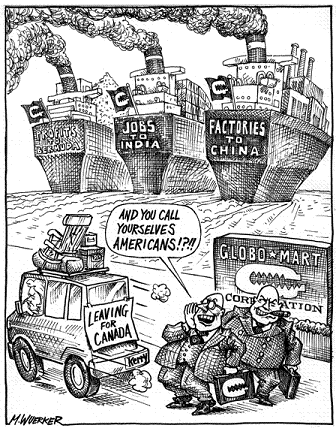 PROFITS
TO
BERMUDA
JOBS
TO
INDIA
FACTORIES
TO
CHINA
AND YOU CALL
YOURSELVES
AMERICANS!?!!
GLOBO★MART
CORPORATION
LEAVING
FOR
CANADA
Kerry
M.WUERKER